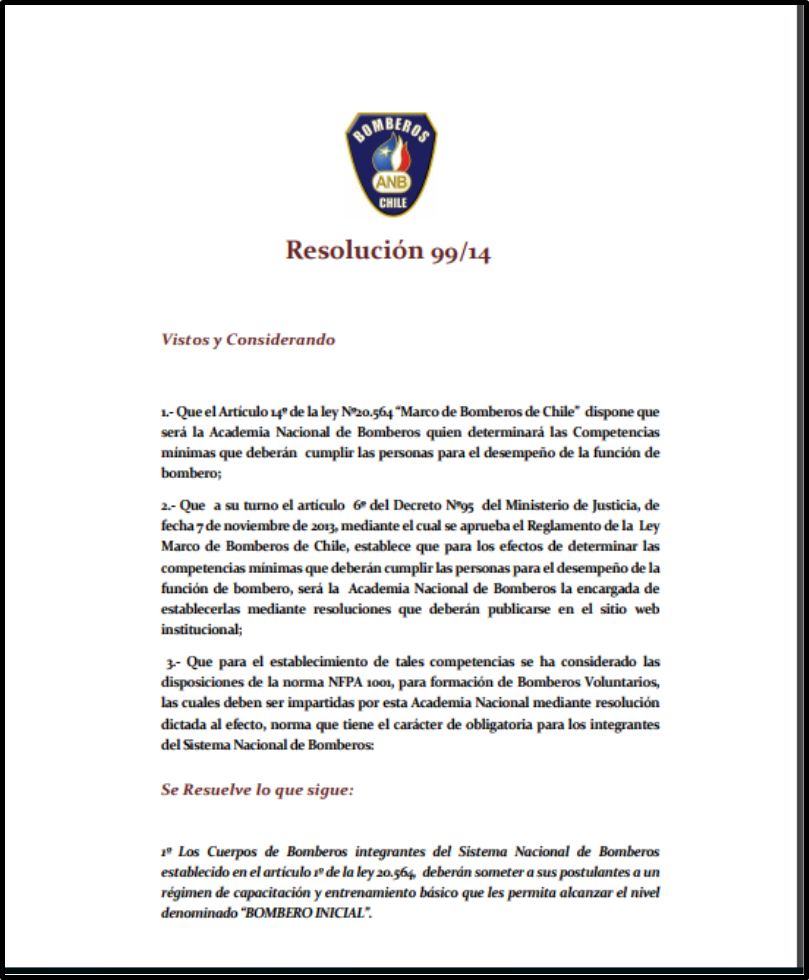 BOMBEROS
ANB
CHILE
Resolución 99/14
Vistos y Considerando
1.- Que el Artículo 14º de la ley Nº20.564 “Marco de Bomberos de Chile” dispone que
será la Academia Nacional de Bomberos quien determinará las Competencias
mínimas que deberán cumplir las personas para el desempeño de la función de
bombero;
2.- Que a su turno el artículo 6º del Decreto Nº95 del Ministerio de Justicia, de
fecha 7 de noviembre de 2013, mediante el cual se aprueba el Reglamento de la Ley
Marco de Bomberos de Chile, establece que para los efectos de determinar las
competencias mínimas que deberán cumplir las personas para el desempeño de la
función de bombero, será la Academia Nacional de Bomberos la encargada de
establecerlas mediante resoluciones que deberán publicarse en el sitio web
institucional;
3.- Que para el establecimiento de tales competencias se ha considerado las
disposiciones de la norma NFPA 1001, para formación de Bomberos Voluntarios,
las cuales deben ser impartidas por esta Academia Nacional mediante resolución
dictada al efecto, norma que tiene el carácter de obligatoria para los integrantes
del Sistema Nacional de Bomberos:
Se Resuelve lo que sigue:
1º Los Cuerpos de Bomberos integrantes del Sistema Nacional de Bomberos
establecido en el artículo 1º de la ley 20.564, deberán someter a sus postulantes a un
régimen de capacitación y entrenamiento básico que les permita alcanzar el nivel
denominado “BOMBERO INICIAL”.